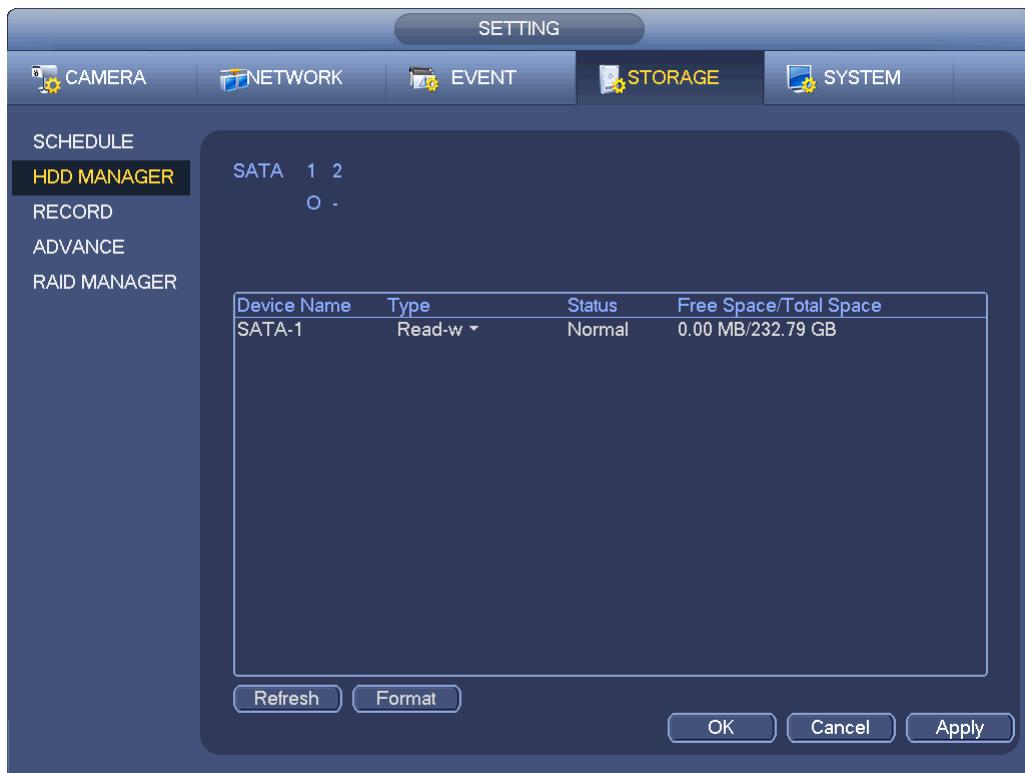 SETTING
CAMERA NETWORK EVENT STORAGE SYSTEM
SCHEDULE
HDD MANAGER
RECORD
ADVANCE
RAID MANAGER
SATA 1 2
O -
Device Name Type Status Free Space/Total Space
SATA-1 Read-w Normal 0.00 MB/232.79 GB
Refresh Format
OK Cancel Apply